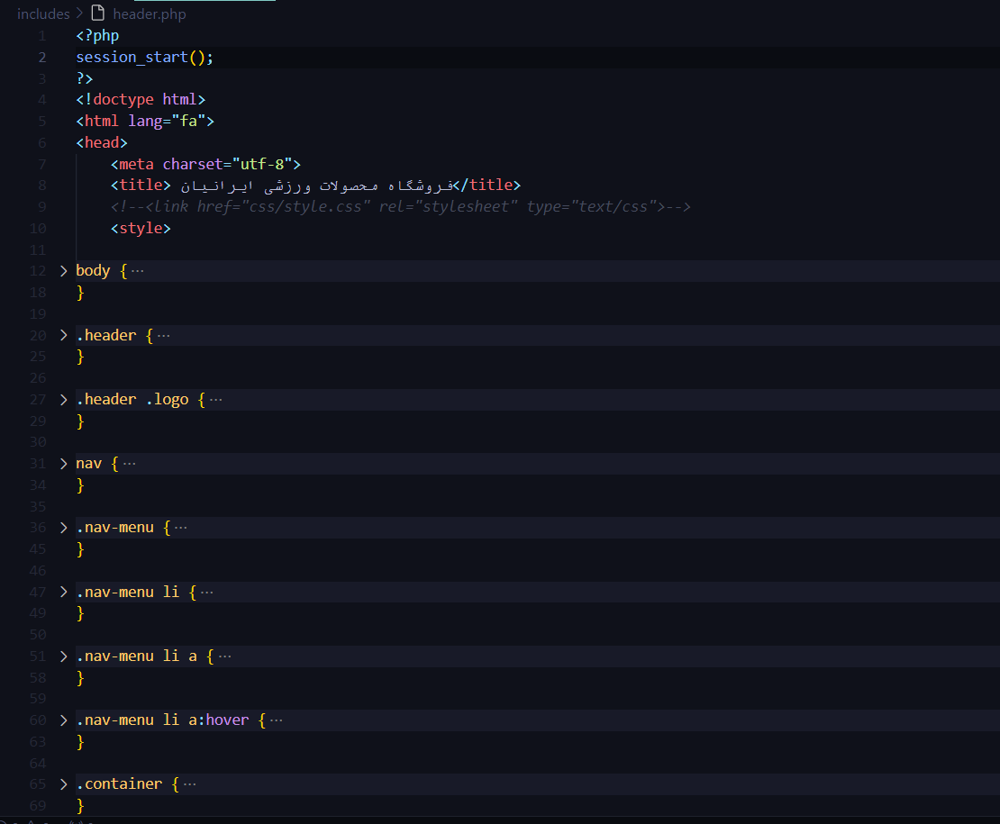 includes > header.php
1 <?php
2 session_start();
3 ?>
4 <!doctype html>
5 <html lang="fa">
6 <head>
7 <meta charset="utf-8">
8 <title> فروشگاه محصولات ورزشی ایرانیان</title>
9 <!--<link href="css/style.css" rel="stylesheet" type="text/css">-->
10 <style>
11
12 body {···
18 }
19
20 .header {···
25 }
26
27 .header .logo {···
29 }
30
31 nav {···
34 }
35
36 .nav-menu {···
45 }
46
47 .nav-menu li {···
49 }
50
51 .nav-menu li a {···
58 }
59
60 .nav-menu li a:hover {···
63 }
64
65 .container {···
69 }